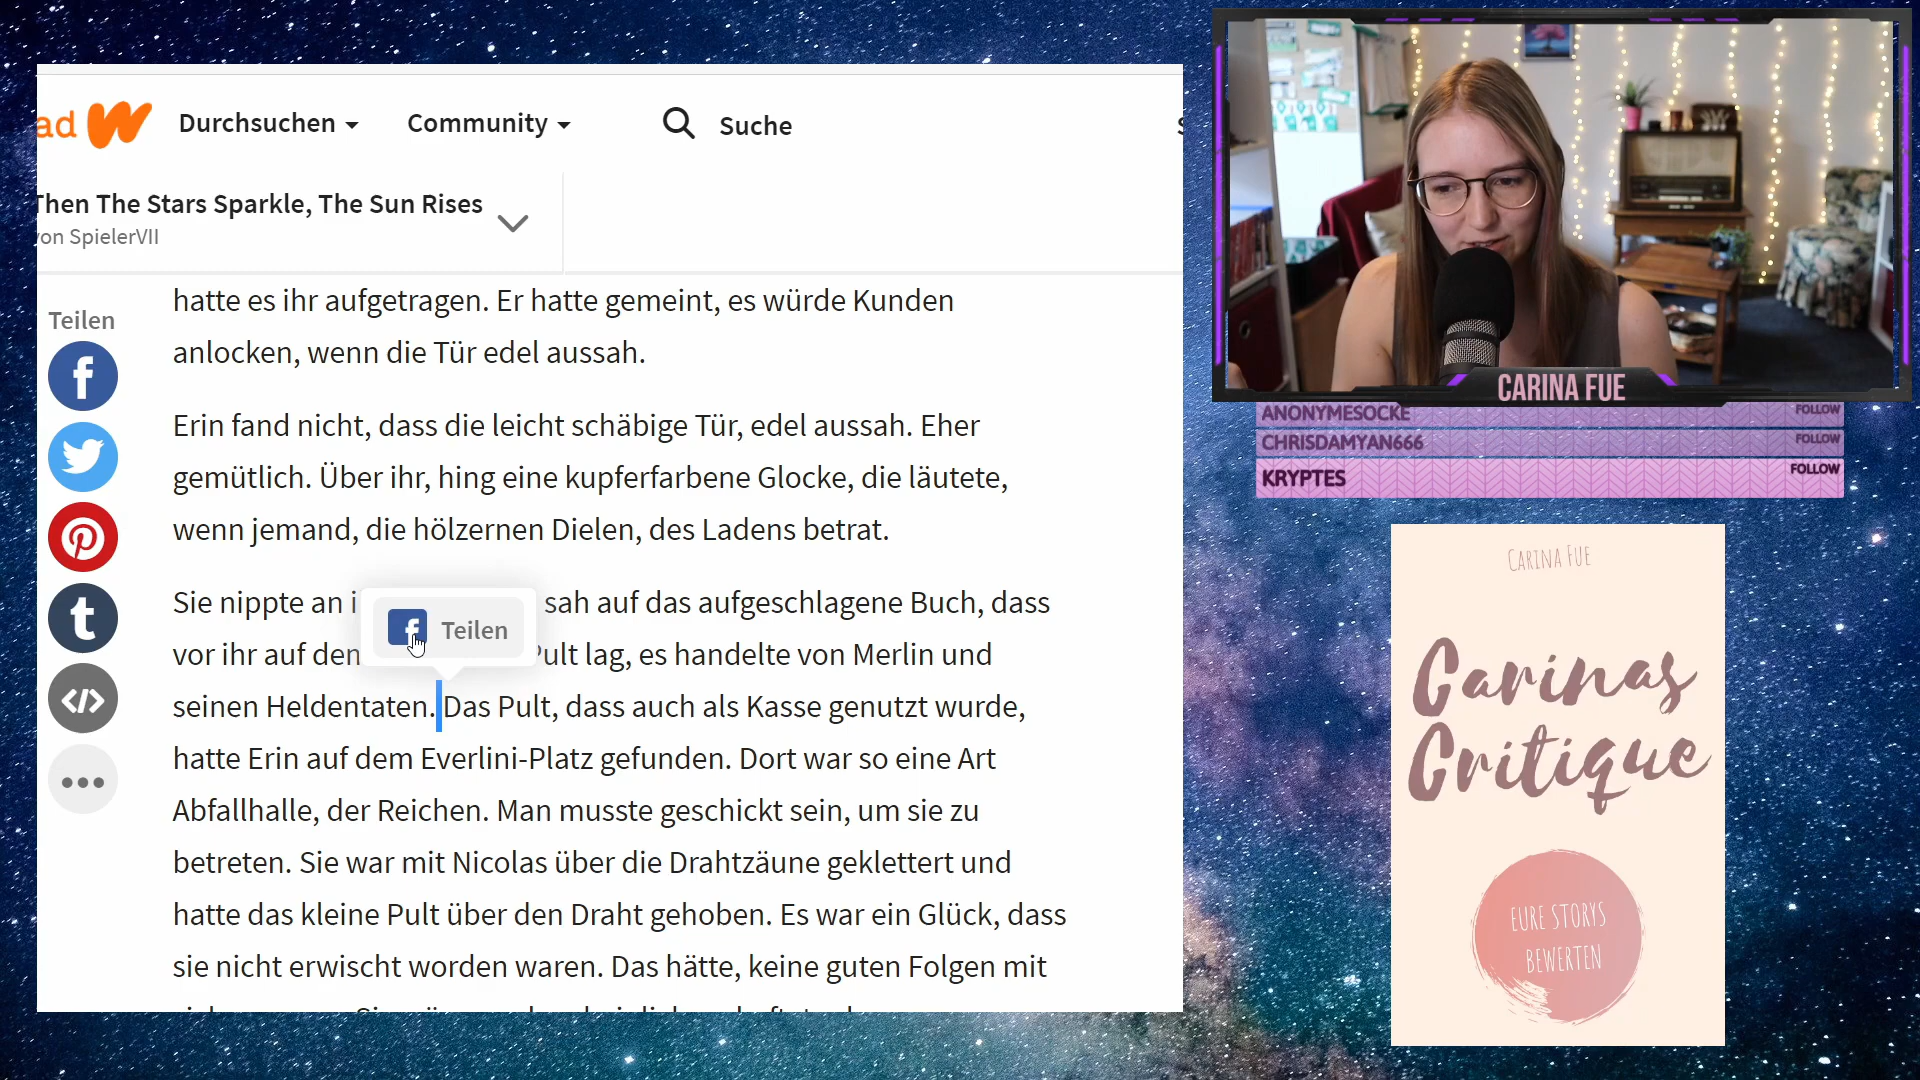 ad
Durchsuchen
Community
Suche
Then The Stars Sparkle, The Sun Rises
von SpielerVII
Teilen
hatte es ihr aufgetragen. Er hatte gemeint, es würde Kunden
anlocken, wenn die Tür edel aussah.
Erin fand nicht, dass die leicht schäbige Tür, edel aussah. Eher
gemütlich. Über ihr, hing eine kupferfarbene Glocke, die läutete,
wenn jemand, die hölzernen Dielen, des Ladens betrat.
Sie nippte an sah auf das aufgeschlagene Buch, dass
Teilen
vor ihr auf den Pult lag, es handelte von Merlin und
seinen Heldentaten. Das Pult, dass auch als Kasse genutzt wurde,
hatte Erin auf dem Everlini-Platz gefunden. Dort war so eine Art
Abfallhalle, der Reichen. Man musste geschickt sein, um sie zu
betreten. Sie war mit Nicolas über die Drahtzäune geklettert und
hatte das kleine Pult über den Draht gehoben. Es war ein Glück, dass
sie nicht erwischt worden waren. Das hätte, keine guten Folgen mit
CARINA FUE
ANONYMESOCKE FOLLOW
CHRISDAMYAN666 FOLLOW
KRYPTES FOLLOW
CARINA FUE
Carinas
Critique
EURE STORYS
BEWERTEN